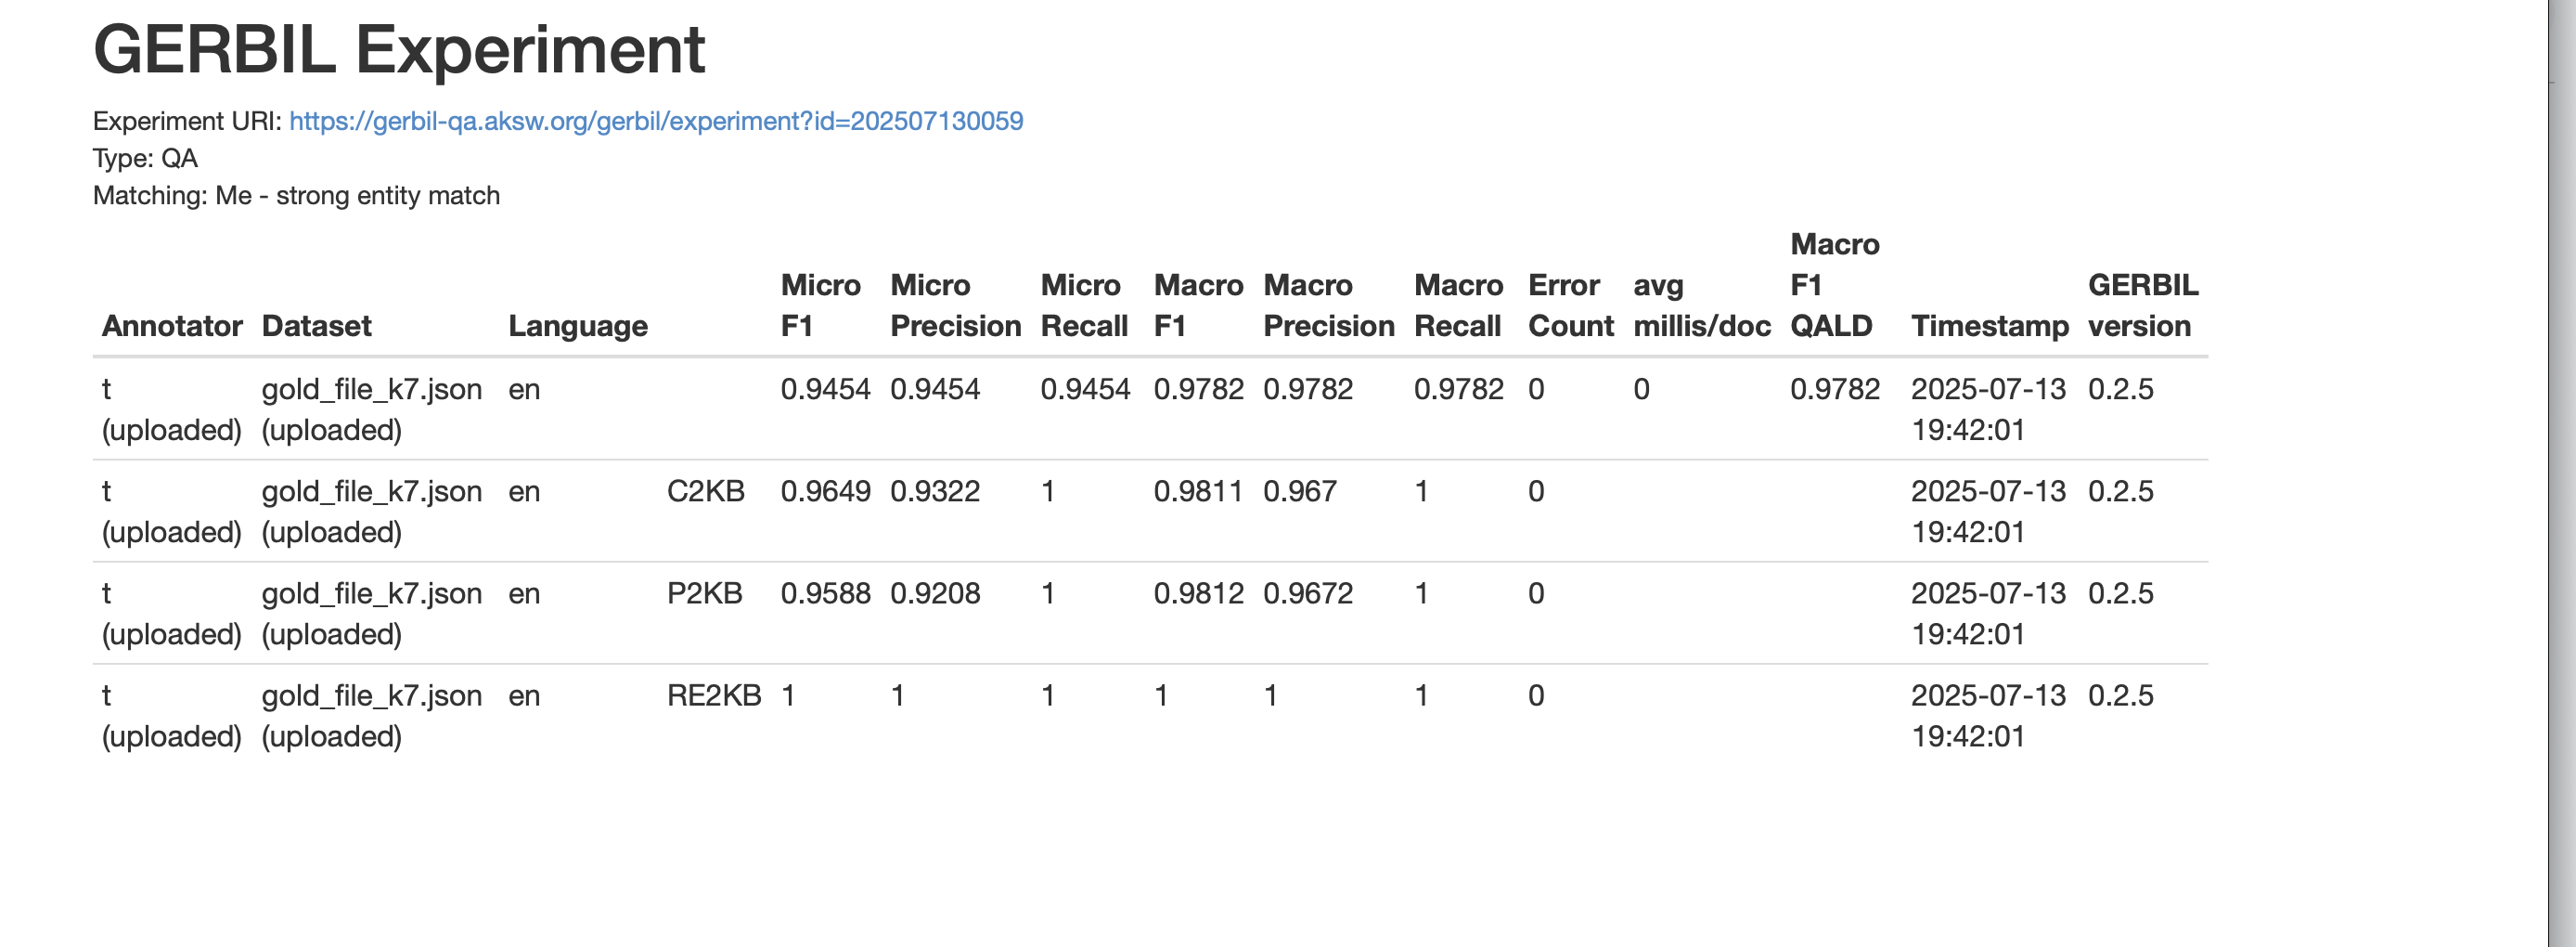 GERBIL Experiment
Experiment URI: https://gerbil-qa.aksw.org/gerbil/experiment?id=202507130059
Type: QA
Matching: Me - strong entity match
Annotator Dataset Language Micro F1 Micro Precision Micro Recall Macro F1 Macro Precision Macro Recall Error Count avg millis/doc Macro F1 QALD Timestamp GERBIL version
t gold_file_k7.json en 0.9454 0.9454 0.9454 0.9782 0.9782 0.9782 0 0 0.9782 2025-07-13 0.2.5
(uploaded) (uploaded) 19:42:01
t gold_file_k7.json en C2KB 0.9649 0.9322 1 0.9811 0.967 1 0 2025-07-13 0.2.5
(uploaded) (uploaded) 19:42:01
t gold_file_k7.json en P2KB 0.9588 0.9208 1 0.9812 0.9672 1 0 2025-07-13 0.2.5
(uploaded) (uploaded) 19:42:01
t gold_file_k7.json en RE2KB 1 1 1 1 1 1 0 2025-07-13 0.2.5
(uploaded) (uploaded) 19:42:01